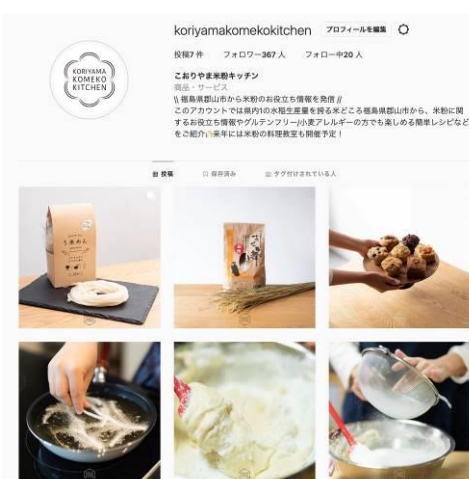 koriyamakomekokitchen プロフィールを編集
投稿7 件 フォロワー367 人 フォロー中20 人
KORIYAMA
KOMEKO
KITCHEN
こおりやま米粉キッチン
商品・サービス
\\ 福島県郡山市から米粉のお役立ち情報を発信 //
このアカウントでは県内1の水稲生産量を誇る米どころ福島県郡山市から、米粉に関
するお役立ち情報やグルテンフリー/小麦アレルギーの方でも楽しめる簡単レシピなど
をご紹介 来年には米粉の料理教室も開催予定！
投稿 保存済み タグ付けされている人
う米めん